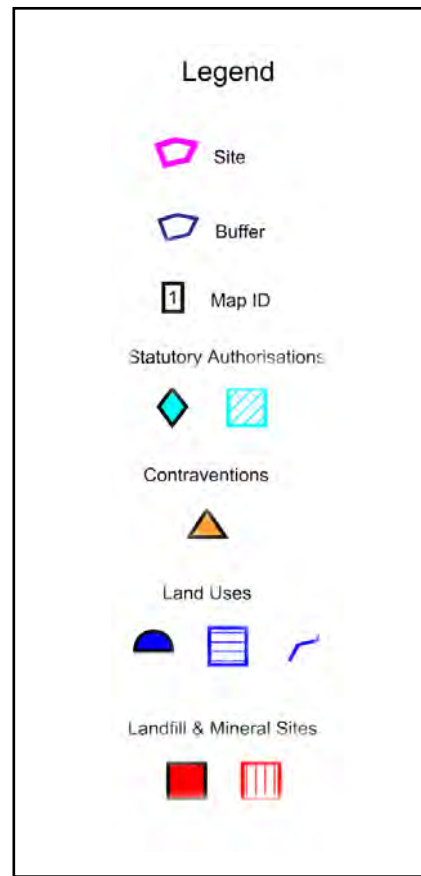 Legend
Site
Buffer
1 Map ID
Statutory Authorisations
Contraventions
Land Uses
Landfill & Mineral Sites